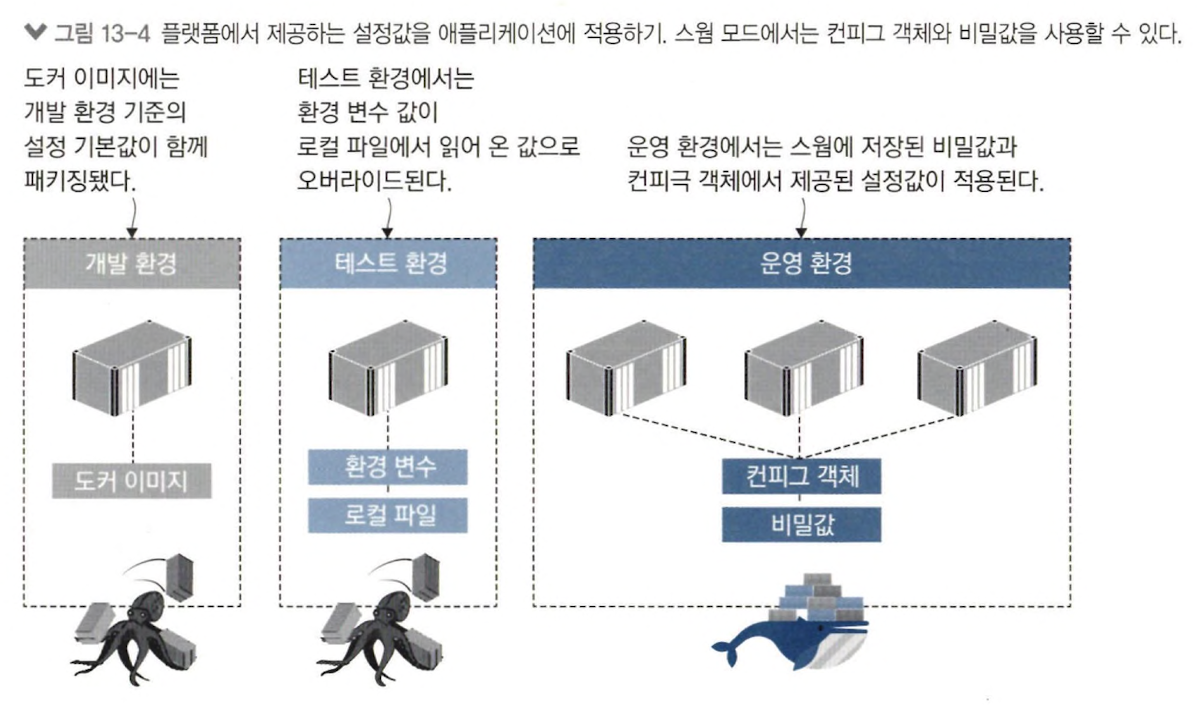 그림 13-4 플랫폼에서 제공하는 설정값을 애플리케이션에 적용하기. 스웜 모드에서는 컨피그 객체와 비밀값을 사용할 수 있다.
도커 이미지에는
개발 환경 기준의
설정 기본값이 함께
패키징됐다.
테스트 환경에서는
환경 변수 값이
로컬 파일에서 읽어 온 값으로
오버라이드된다.
운영 환경에서는 스웜에 저장된 비밀값과
컨피극 객체에서 제공된 설정값이 적용된다.
개발 환경
테스트 환경
운영 환경
도커 이미지
환경 변수
로컬 파일
컨피그 객체
비밀값